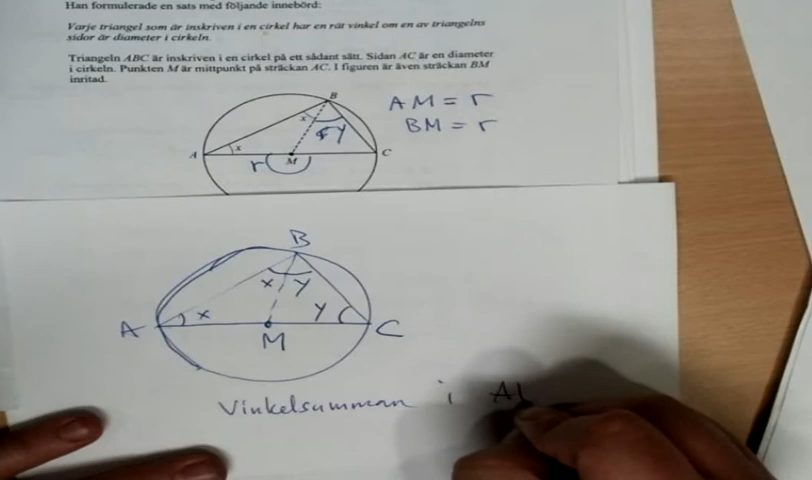 Han formulerade en sats med följande innebörd:
Varje triangel som är inskriven i en cirkel har en rät vinkel om en av triangelns
sidor är diameter i cirkeln.
Triangeln ABC är inskriven i en cirkel på ett sådant sätt. Sidan AC är en diameter
i cirkeln. Punkten M är mittpunkt på sträckan AC. I figuren är även sträckan BM
inritad.
B
AM = r
x
y
BM = r
A
x
r
M
C
B
x y
A
x
y
C
M
Vinkelsumman i